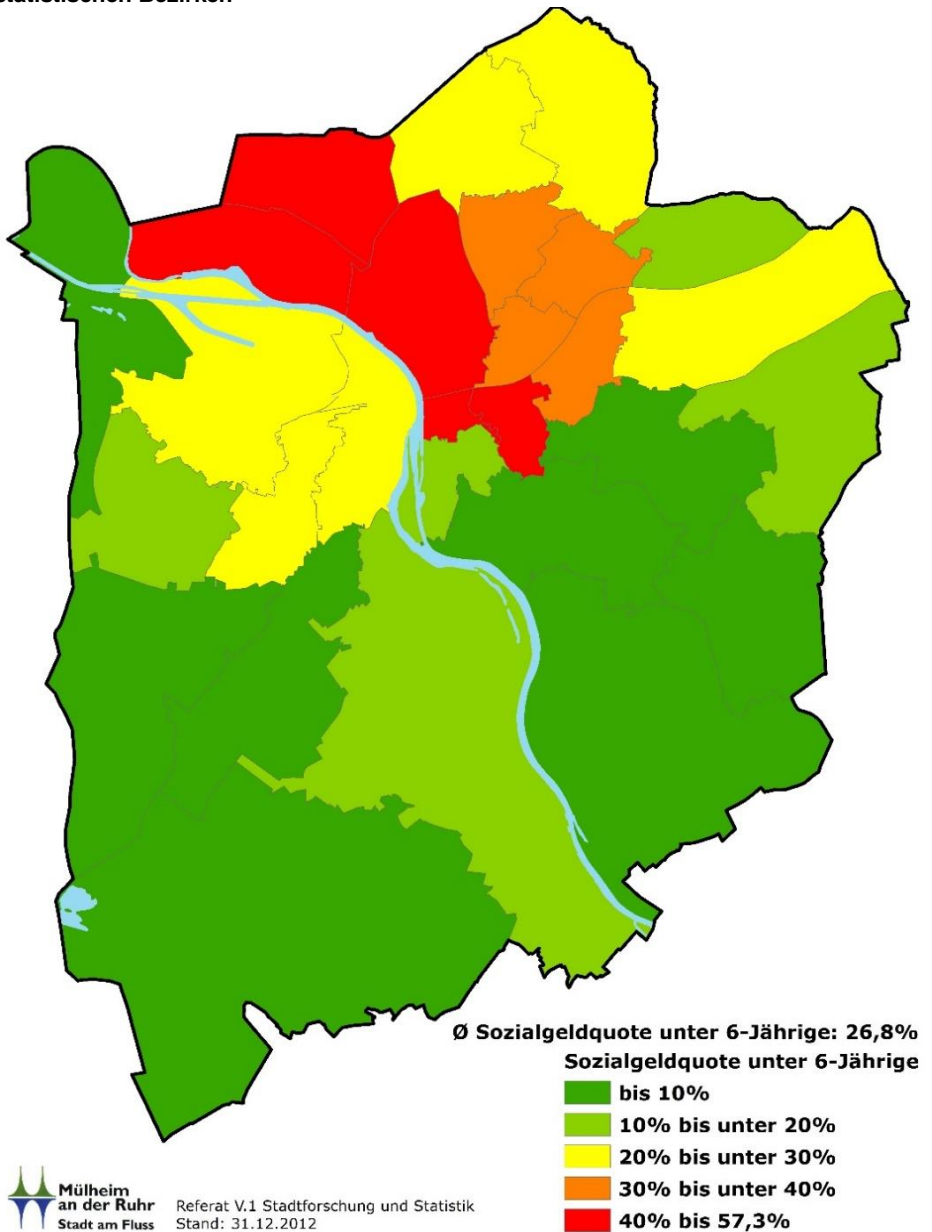 statistischen Bezirken
Ø Sozialgeldquote unter 6-Jährige: 26,8%
Sozialgeldquote unter 6-Jährige
bis 10%
10% bis unter 20%
20% bis unter 30%
30% bis unter 40%
40% bis 57,3%
Mülheim
an der Ruhr
Stadt am Fluss
Referat V.1 Stadtforschung und Statistik
Stand: 31.12.2012